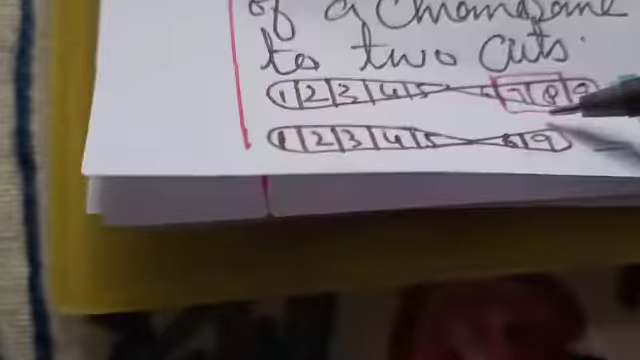 of a Chromosome
to two cuts.
1 2 3 4 5 6 7 8 9
1 2 3 4 5 6 9